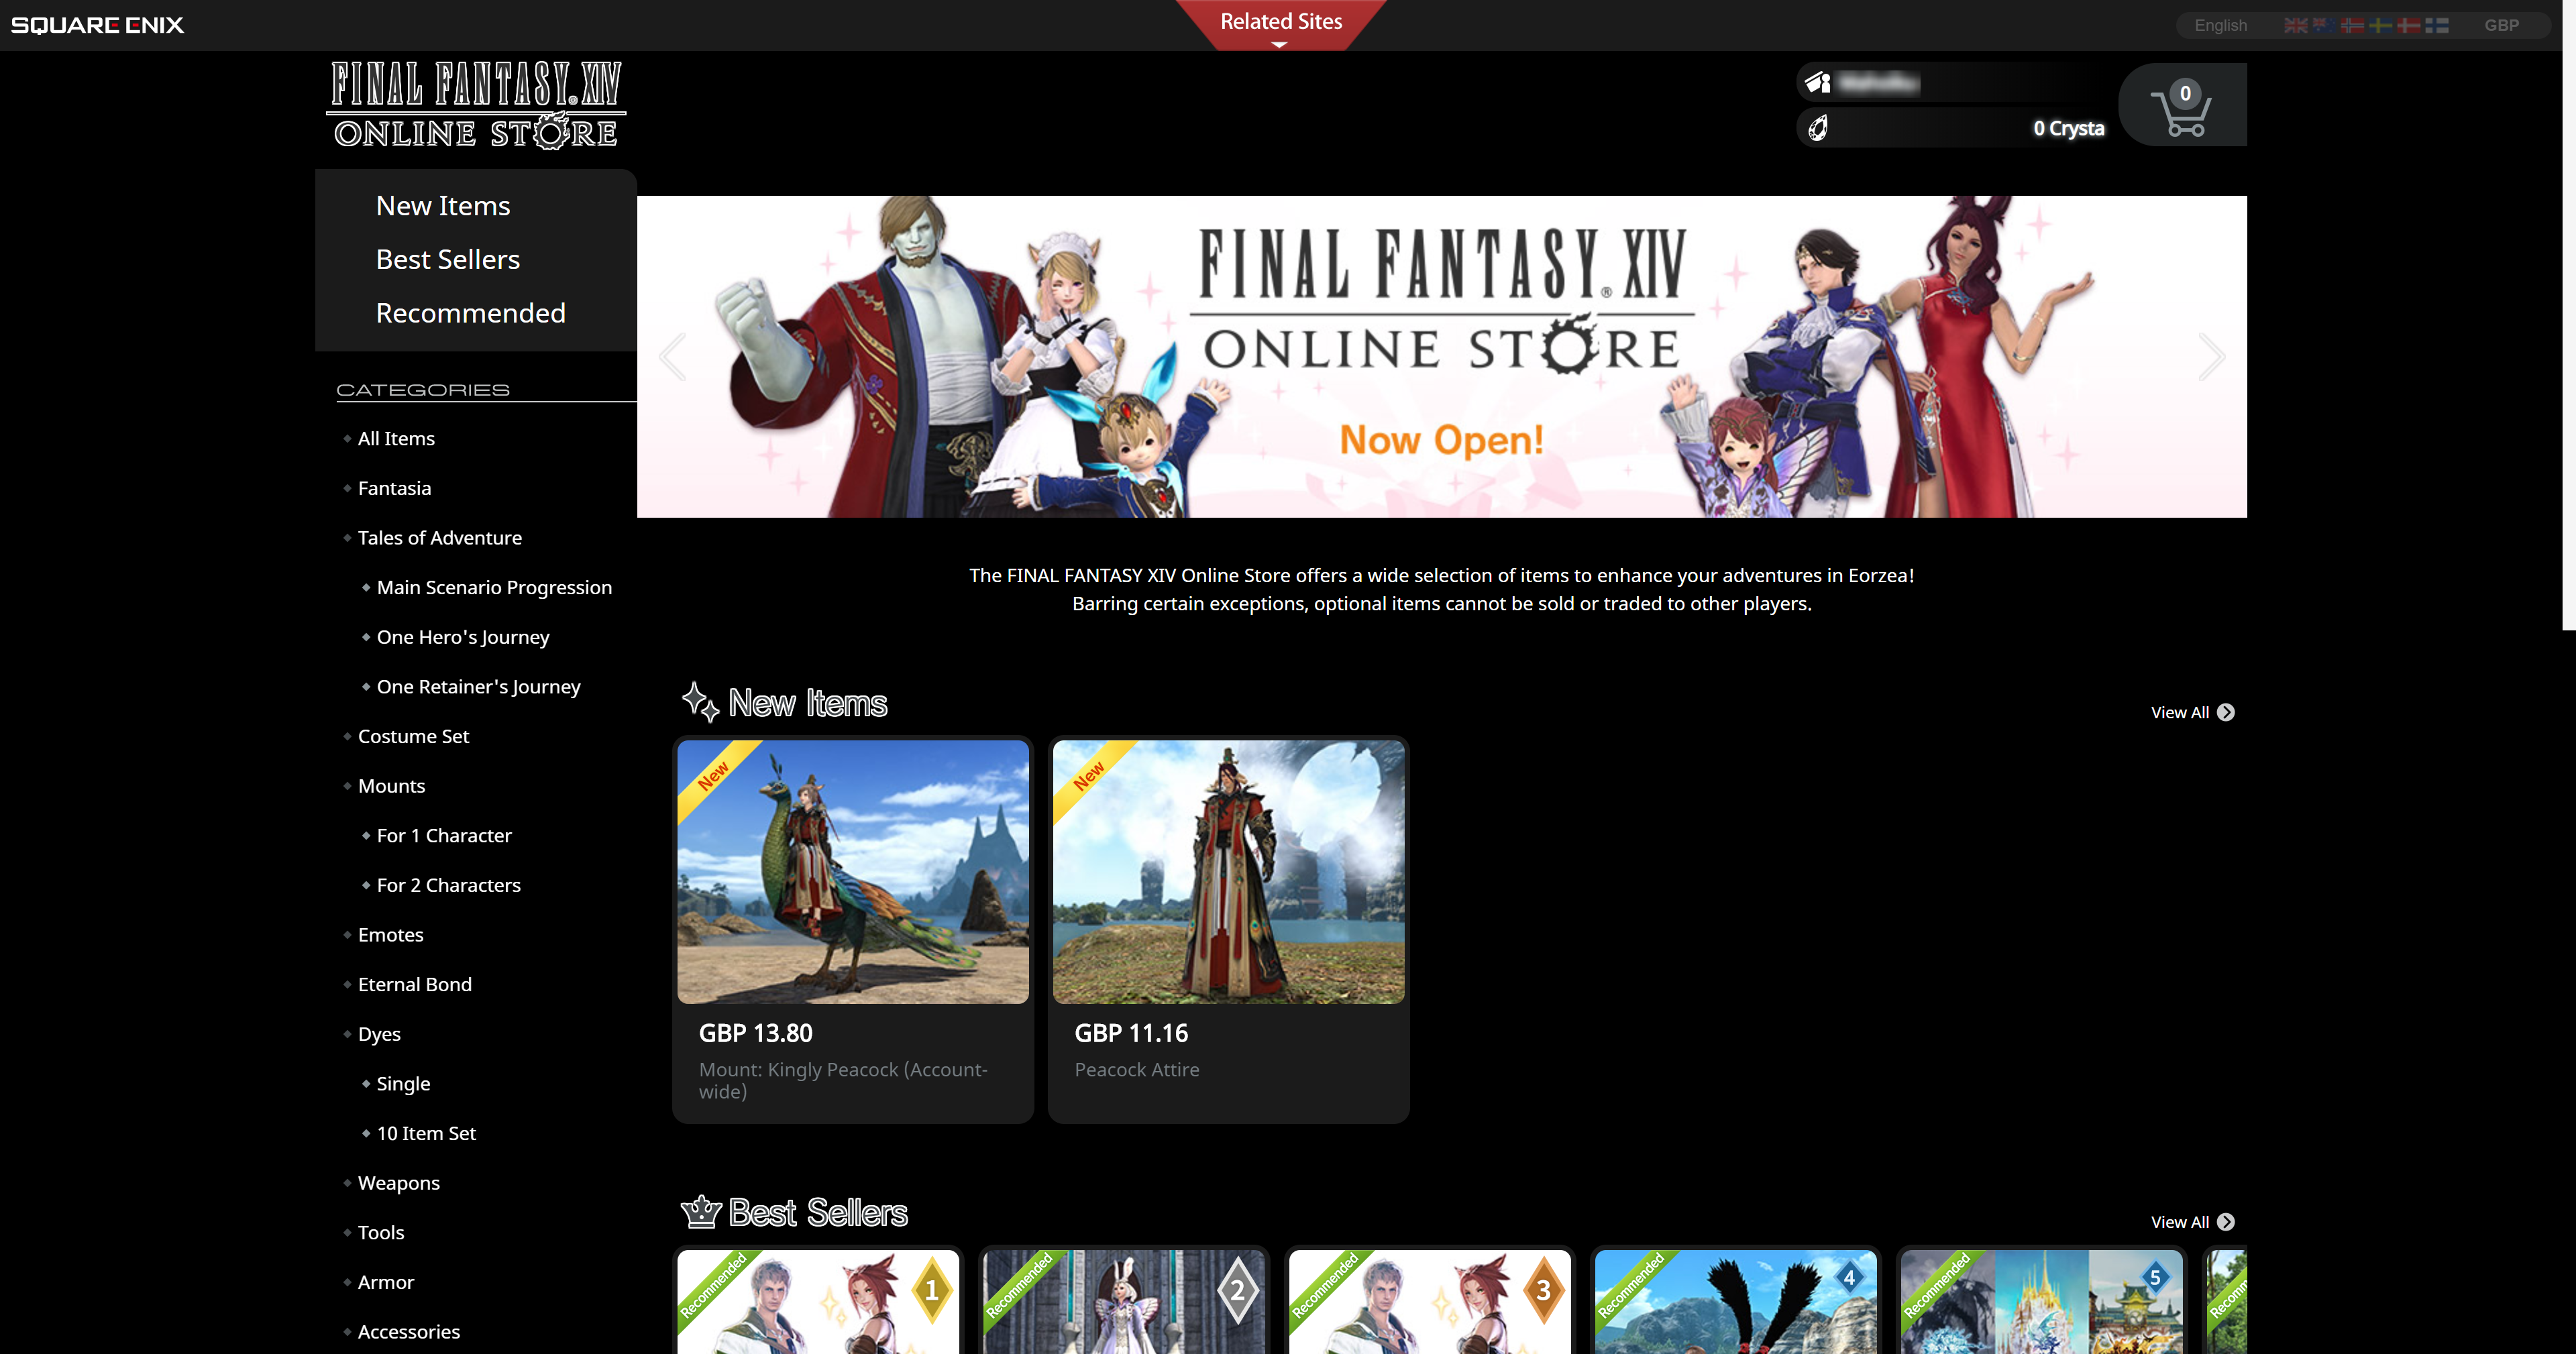 SQUARE ENIX
Related Sites
English
GBP
FINAL FANTASY. XIV
ONLINE STORE
0
0 Crysta
New Items
Best Sellers
Recommended
CATEGORIES
All Items
Fantasia
Tales of Adventure
Main Scenario Progression
One Hero's Journey
One Retainer's Journey
Costume Set
Mounts
For 1 Character
For 2 Characters
Emotes
Eternal Bond
Dyes
Single
10 Item Set
Weapons
Tools
Armor
Accessories
FINAL FANTASY® XIV
ONLINE STORE
Now Open!
The FINAL FANTASY XIV Online Store offers a wide selection of items to enhance your adventures in Eorzea!
Barring certain exceptions, optional items cannot be sold or traded to other players.
New Items
View All
New
New
GBP 13.80
Mount: Kingly Peacock (Account-
wide)
GBP 11.16
Peacock Attire
Best Sellers
View All
Recommended
1
Recommended
2
Recommended
3
Recommended
4
Recommended
5
Recomm